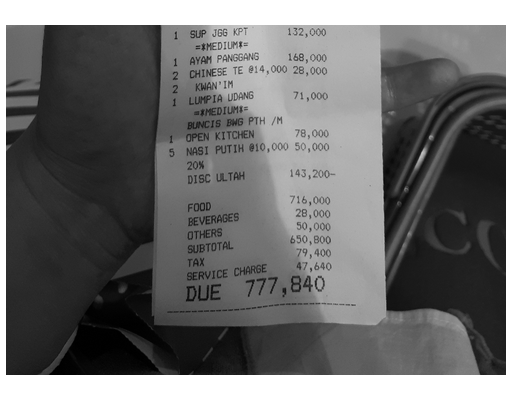 1 SUP JGG KPT 132,000
=*MEDIUM*=
1 AYAM PANGGANG 168,000
2 CHINESE TE @14,000 28,000
2 KWAN'IM
1 LUMPIA UDANG 71,000
=*MEDIUM*=
BUNCIS BWG PTH /M
1 OPEN KITCHEN 78,000
5 NASI PUTIH @10,000 50,000
20%
DISC ULTAH 143,200-
FOOD 716,000
BEVERAGES 28,000
OTHERS 50,000
SUBTOTAL 650,800
TAX 79,400
SERVICE CHARGE 47,640
DUE 777,840
CO